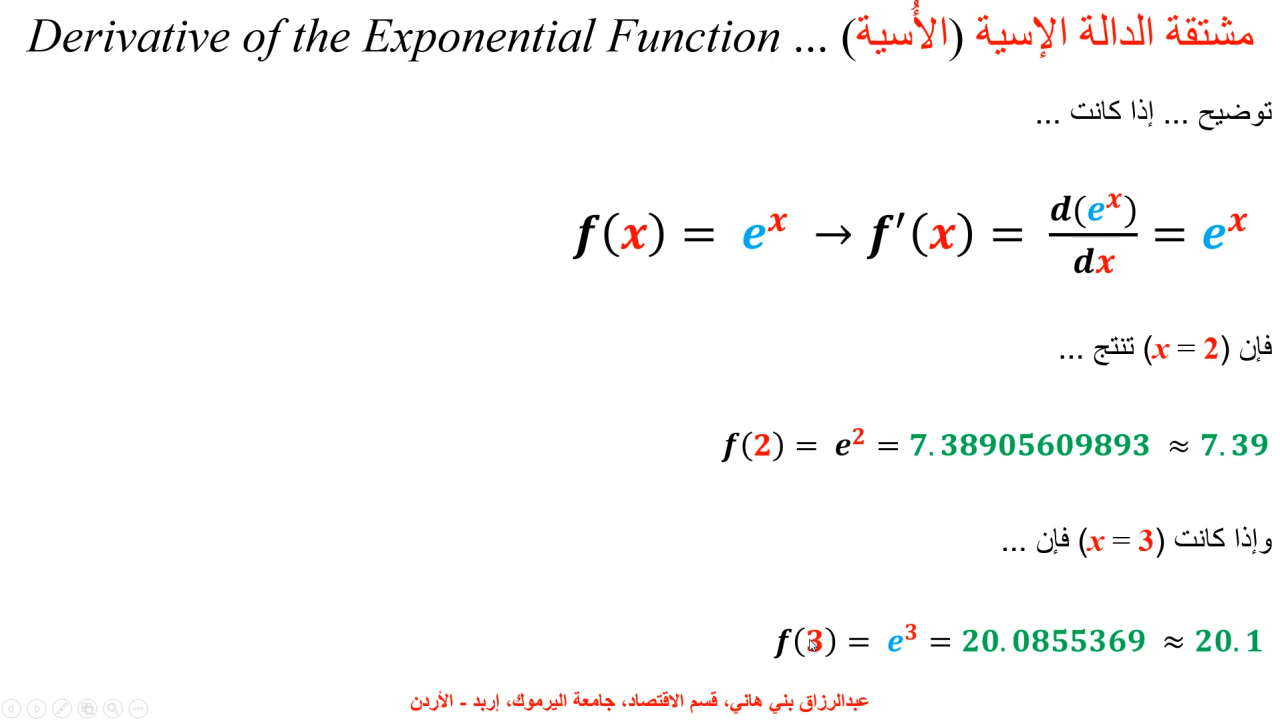 Derivative of the Exponential Function ... (الأُسية) مشتقة الدالة الإسية
توضيح ... إذا كانت ...
f(x) = e^x → f′(x) = d(e^x)/dx = e^x
فإن (x = 2) تنتج ...
f(2) = e^2 = 7.38905609893 ≈ 7.39
وإذا كانت (x = 3) فإن ...
f(3) = e^3 = 20.0855369 ≈ 20.1
عبدالرزاق بني هاني، قسم الاقتصاد، جامعة اليرموك، إربد - الأردن